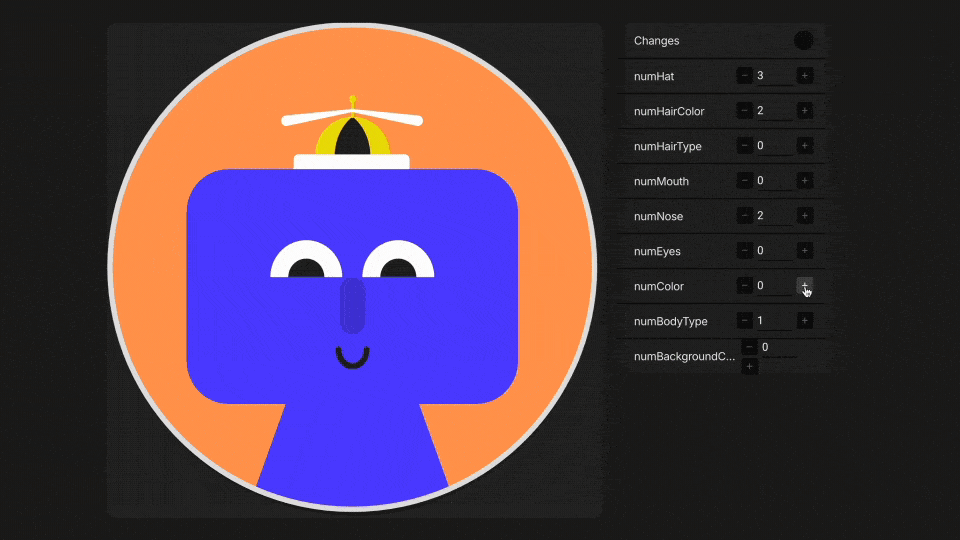 Changes
numHat − 3 +
numHairColor − 2 +
numHairType − 0 +
numMouth − 0 +
numNose − 2 +
numEyes − 0 +
numColor − 0 +
numBodyType − 1 +
numBackgroundC... − 0
+